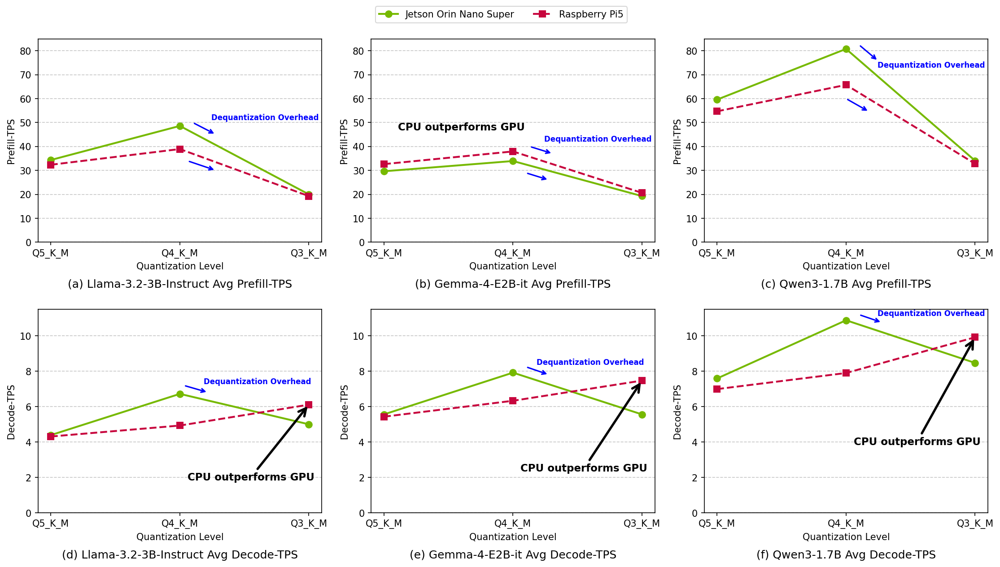 Jetson Orin Nano Super Raspberry Pi5
80
70
60
50
40
30
20
10
0
Prefill-TPS
Dequantization Overhead
Q5_K_M Q4_K_M Q3_K_M
Quantization Level
(a) Llama-3.2-3B-Instruct Avg Prefill-TPS
80
70
60
50
40
30
20
10
0
Prefill-TPS
CPU outperforms GPU
Dequantization Overhead
Q5_K_M Q4_K_M Q3_K_M
Quantization Level
(b) Gemma-4-E2B-it Avg Prefill-TPS
80
70
60
50
40
30
20
10
0
Prefill-TPS
Dequantization Overhead
Q5_K_M Q4_K_M Q3_K_M
Quantization Level
(c) Qwen3-1.7B Avg Prefill-TPS
10
8
6
4
2
0
Decode-TPS
Dequantization Overhead
CPU outperforms GPU
Q5_K_M Q4_K_M Q3_K_M
Quantization Level
(d) Llama-3.2-3B-Instruct Avg Decode-TPS
10
8
6
4
2
0
Decode-TPS
Dequantization Overhead
CPU outperforms GPU
Q5_K_M Q4_K_M Q3_K_M
Quantization Level
(e) Gemma-4-E2B-it Avg Decode-TPS
10
8
6
4
2
0
Decode-TPS
Dequantization Overhead
CPU outperforms GPU
Q5_K_M Q4_K_M Q3_K_M
Quantization Level
(f) Qwen3-1.7B Avg Decode-TPS